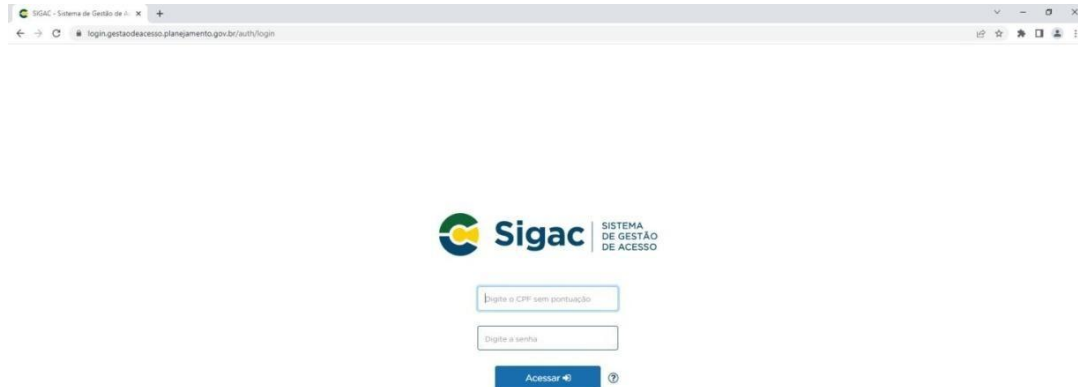 SIGAC - Sistema de Gestão de A
login.gestaodeacesso.planejamento.gov.br/auth/login
Sigac
SISTEMA
DE GESTÃO
DE ACESSO
Digite o CPF sem pontuação
Digite a senha
Acessar